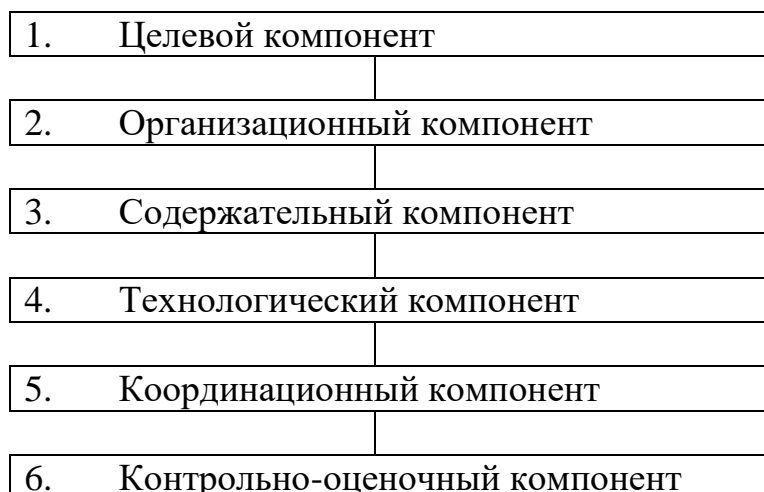 1. Целевой компонент
2. Организационный компонент
3. Содержательный компонент
4. Технологический компонент
5. Координационный компонент
6. Контрольно-оценочный компонент